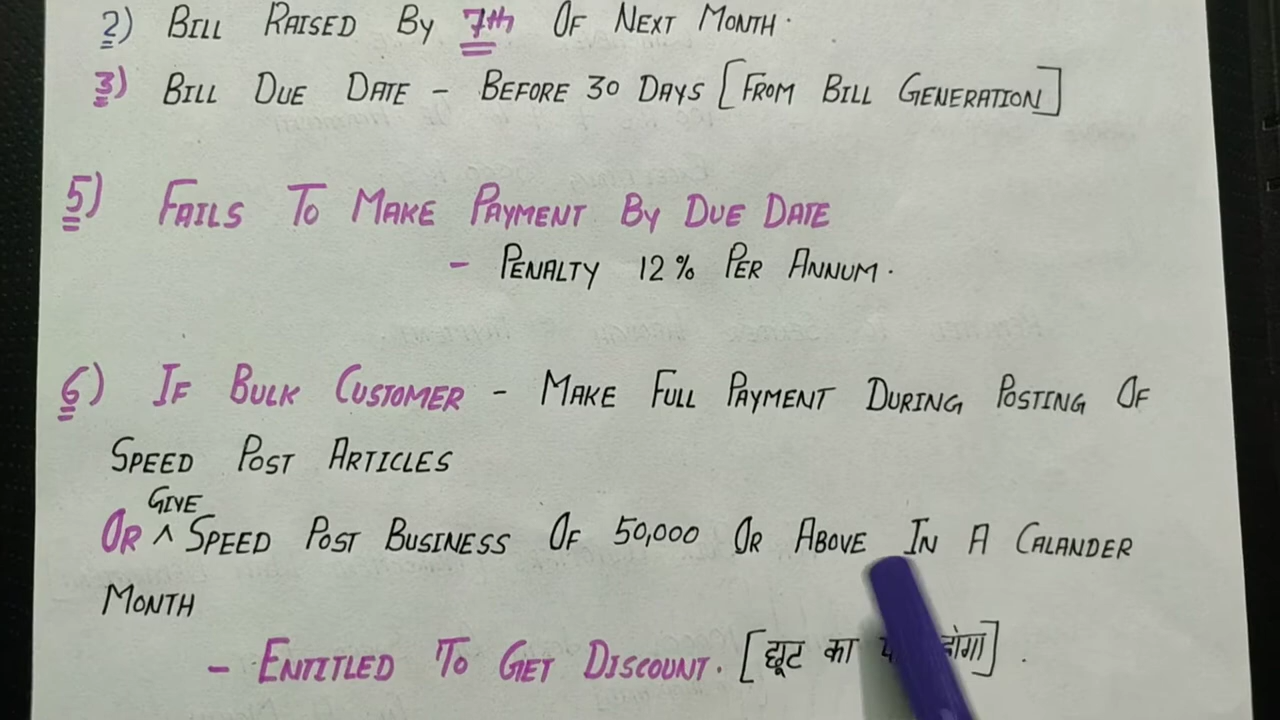 2) BILL RAISED BY 7th OF NEXT MONTH.
3) BILL DUE DATE - BEFORE 30 DAYS [FROM BILL GENERATION]
5) FAILS TO MAKE PAYMENT BY DUE DATE
- PENALTY 12% PER ANNUM.
6) IF BULK CUSTOMER - MAKE FULL PAYMENT DURING POSTING OF
SPEED POST ARTICLES
OR ^ GIVE SPEED POST BUSINESS OF 50,000 OR ABOVE IN A CALANDER
MONTH
- ENTITLED TO GET DISCOUNT. [छूट का होगा].